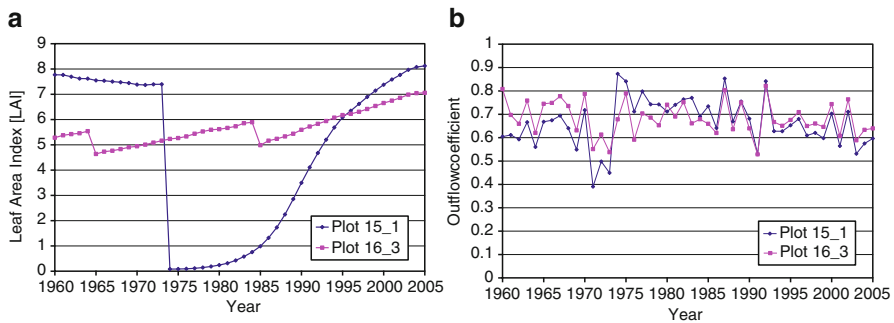 a
Leaf Area Index [LAI]
9
8
7
6
5
4
3
2
1
0
1960 1965 1970 1975 1980 1985 1990 1995 2000 2005
Year
Plot 15_1
Plot 16_3
b
Outflowcoefficient
1
0.9
0.8
0.7
0.6
0.5
0.4
0.3
0.2
0.1
0
1960 1965 1970 1975 1980 1985 1990 1995 2000 2005
Year
Plot 15_1
Plot 16_3